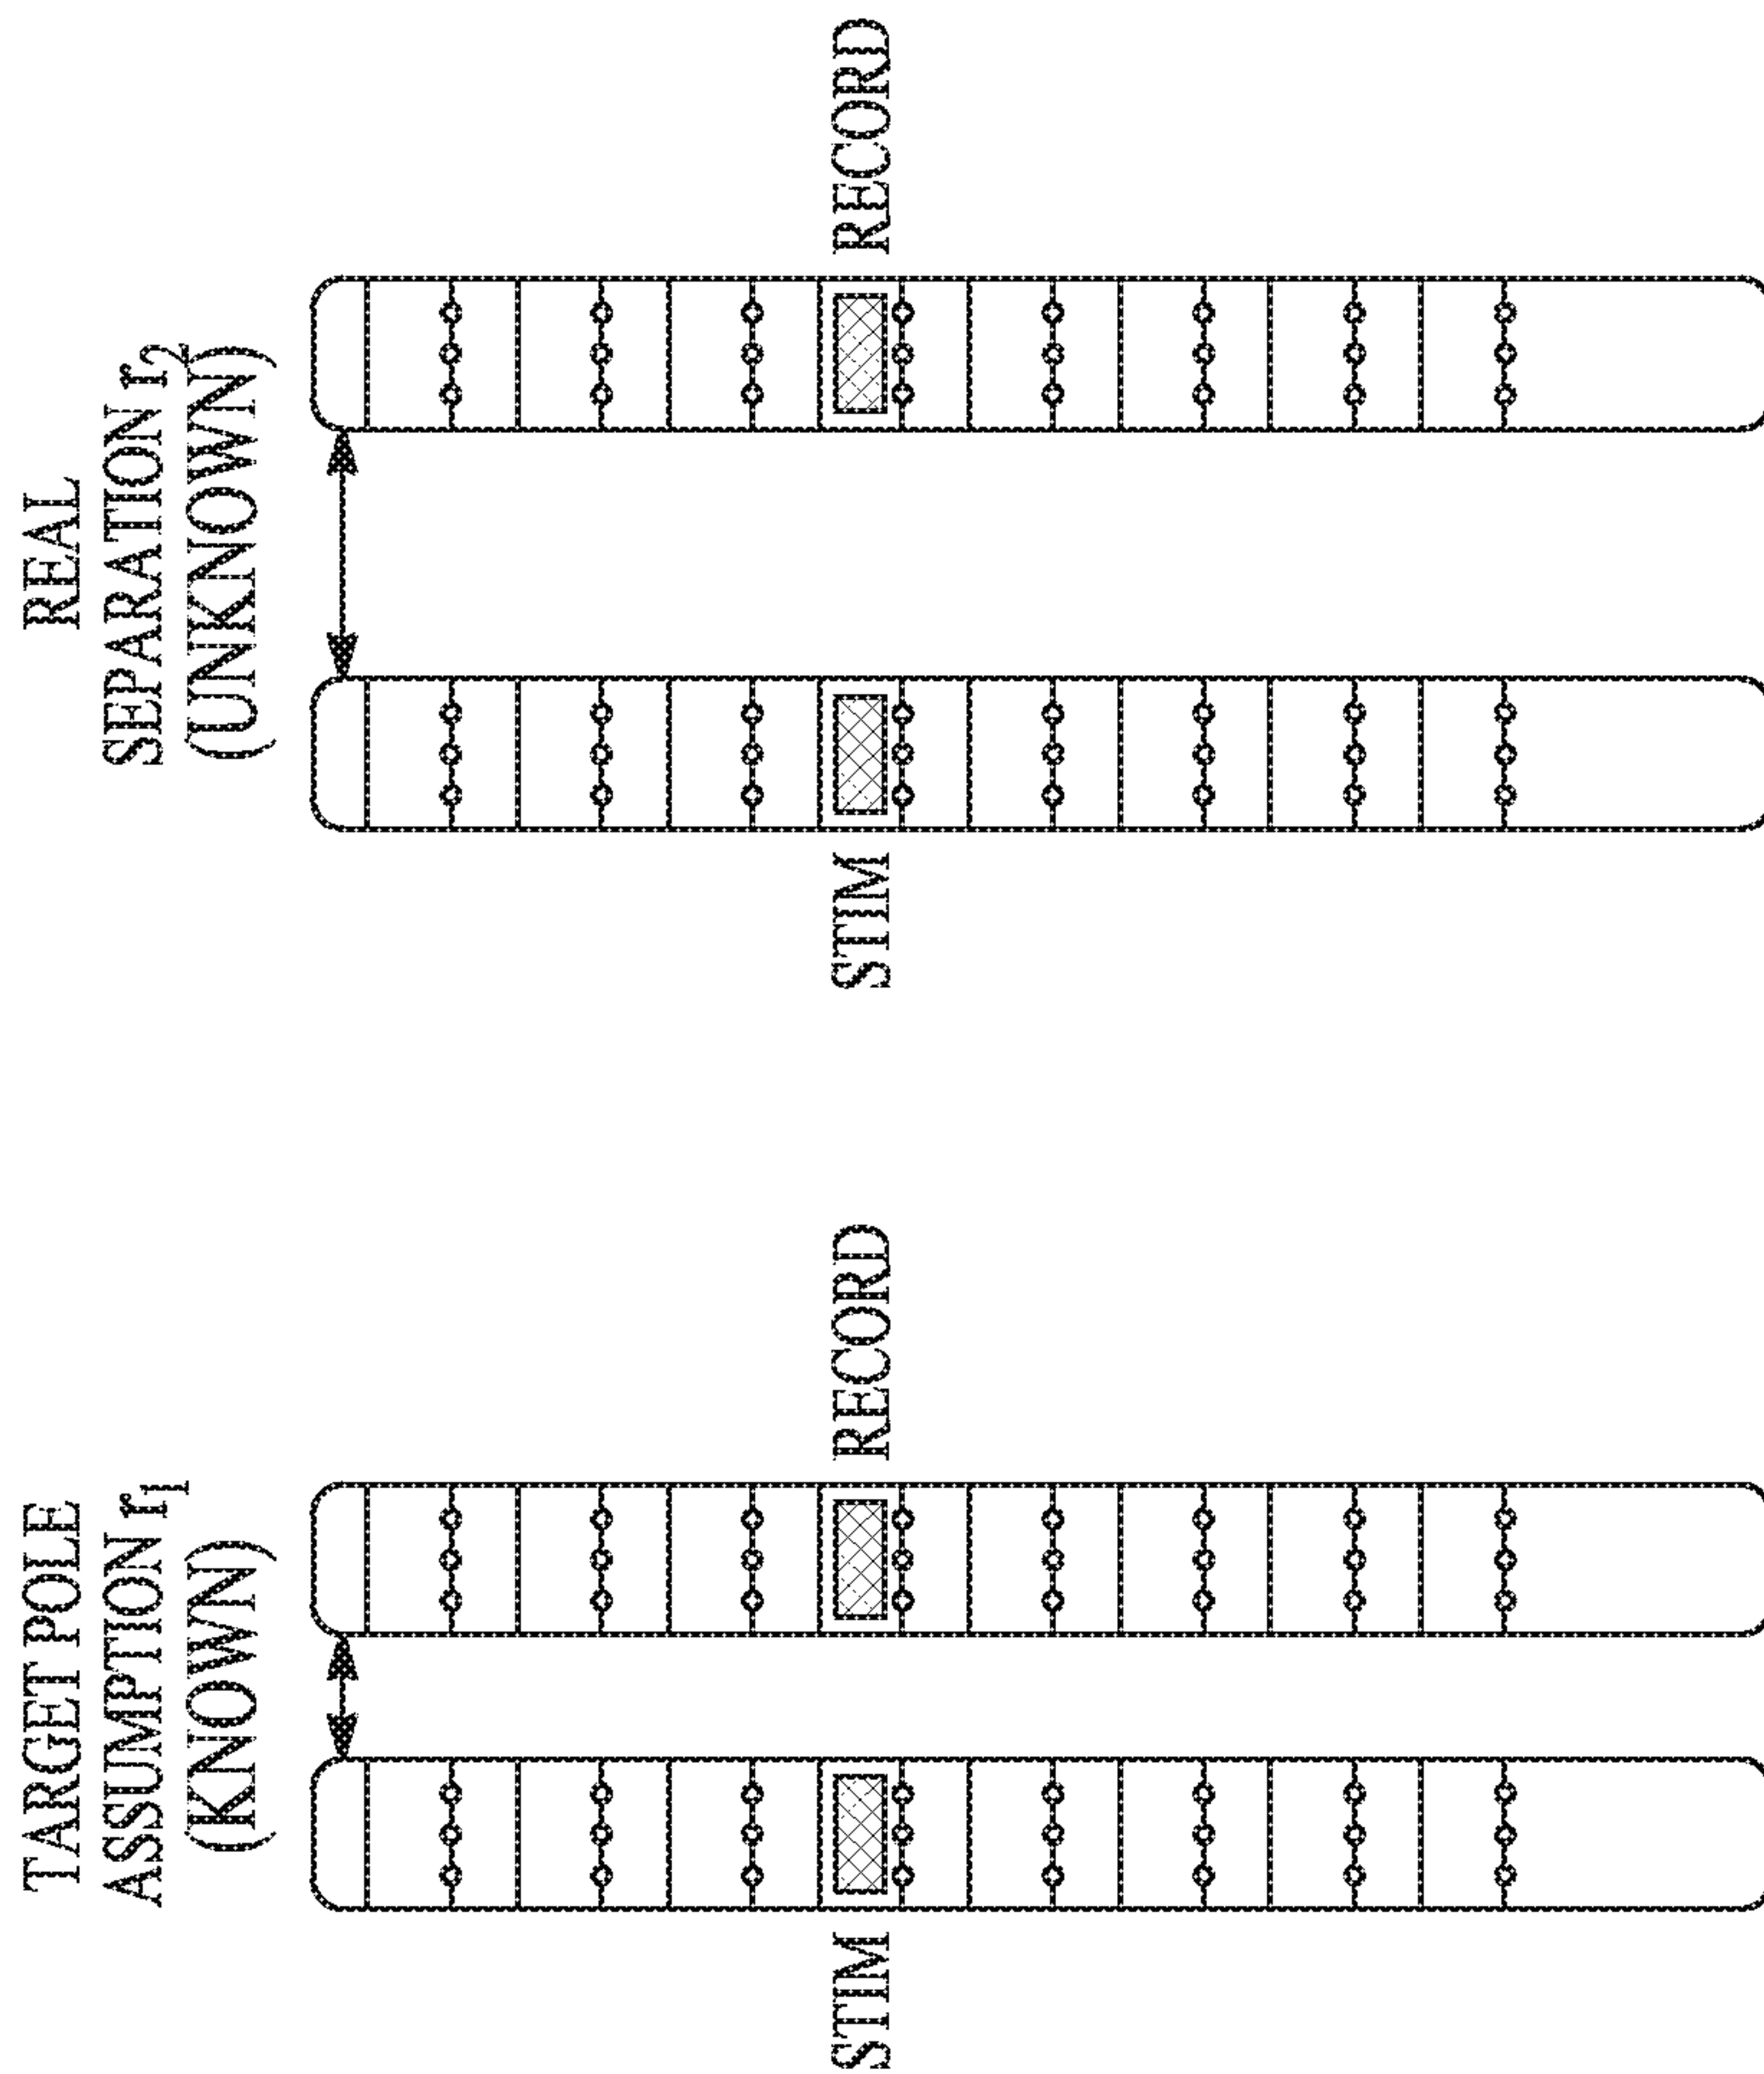 TARGET POLE
ASSUMPTION r1
(KNOWN)
STIM
RECORD
REAL
SEPARATION r2
(UNKNOWN)
STIM
RECORD